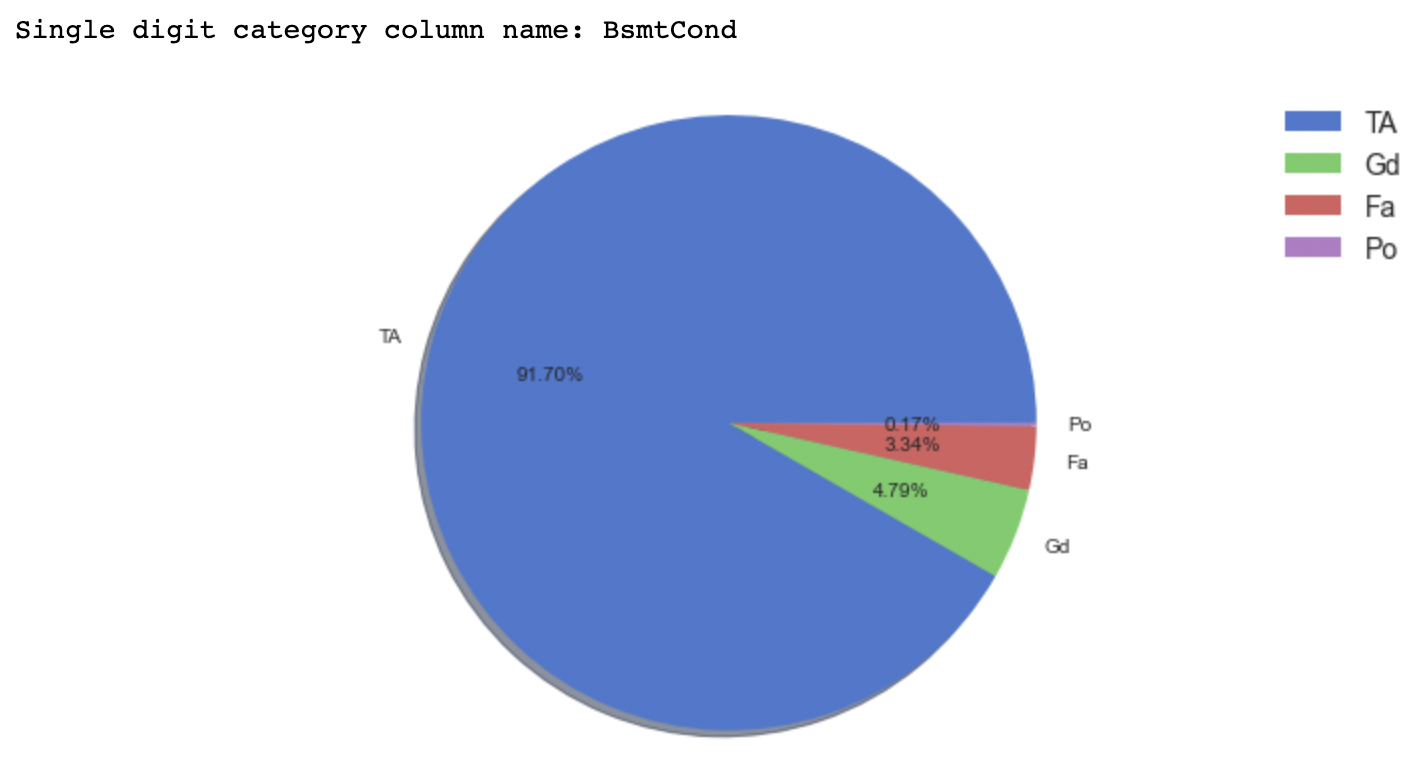 Single digit category column name: BsmtCond
TA
Gd
Fa
Po
TA
91.70%
0.17%
Po
3.34%
Fa
4.79%
Gd